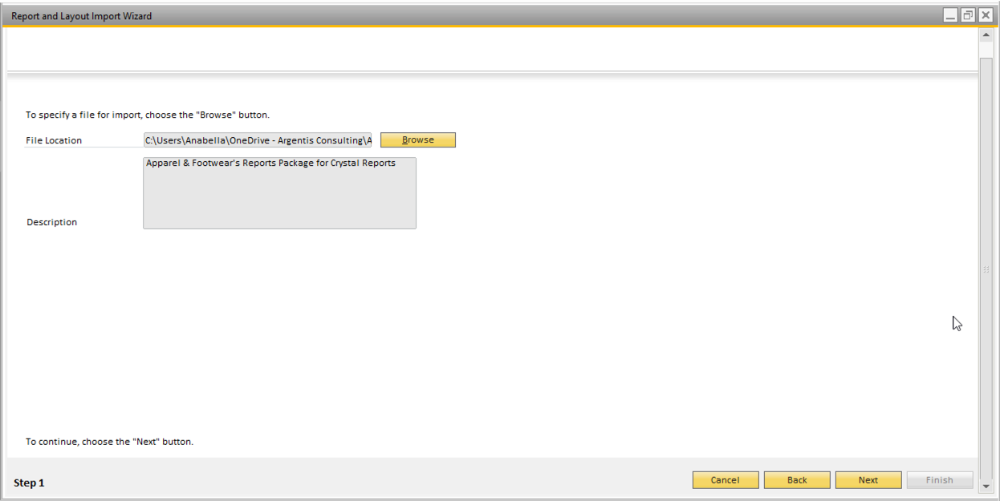 Report and Layout Import Wizard
To specify a file for import, choose the "Browse" button.
File Location C:\Users\Anabella\OneDrive - Argentis Consulting\A Browse
Apparel & Footwear's Reports Package for Crystal Reports
Description
To continue, choose the "Next" button.
Step 1 Cancel Back Next Finish